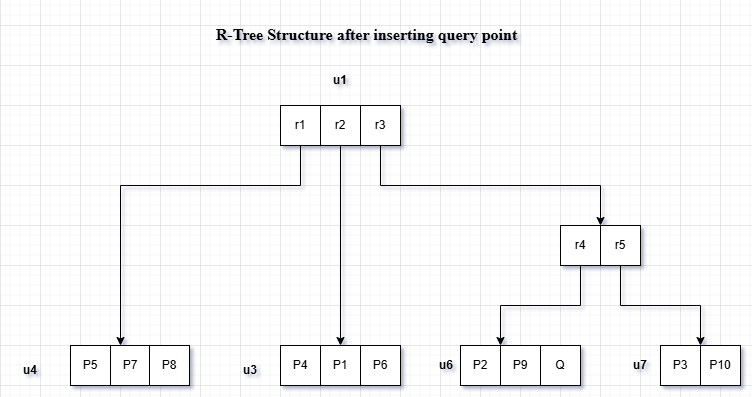 R-Tree Structure after inserting query point
u1
r1 r2 r3
r4 r5
u4 P5 P7 P8 u3 P4 P1 P6 u6 P2 P9 Q u7 P3 P10